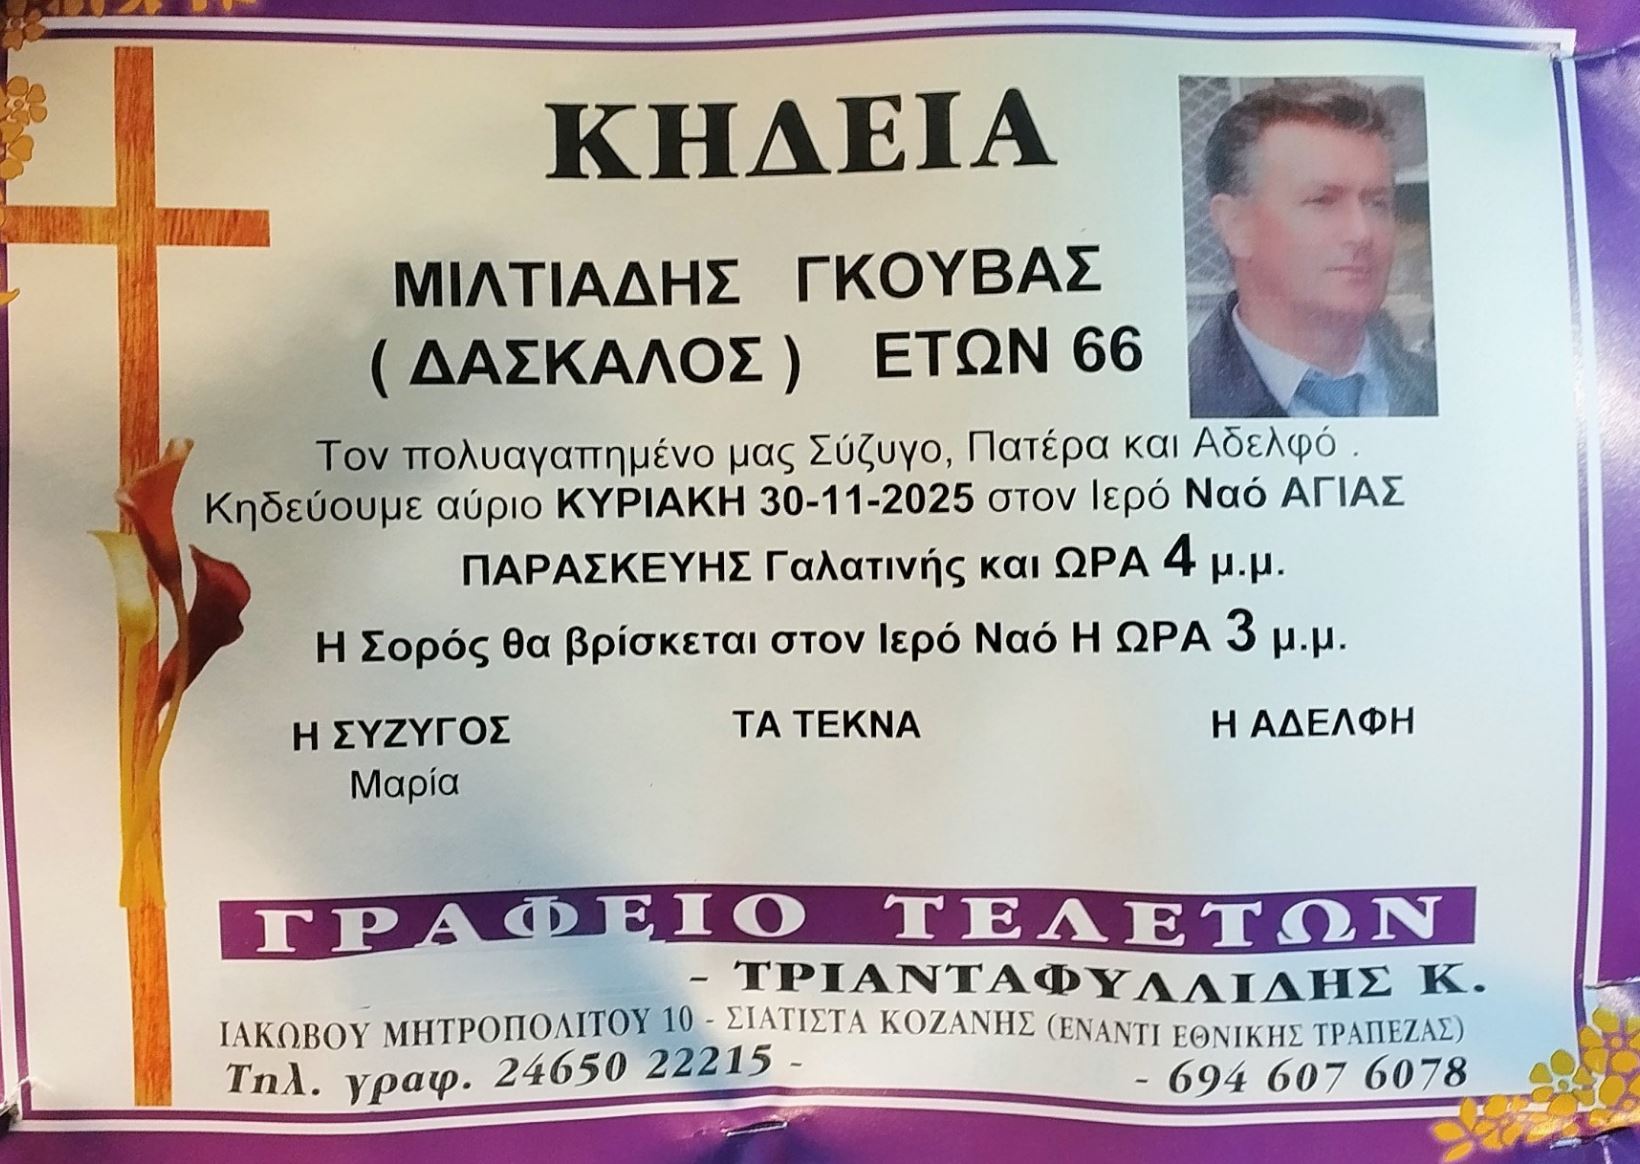 ΚΗΔΕΙΑ
ΜΙΛΤΙΑΔΗΣ ΓΚΟΥΒΑΣ
( ΔΑΣΚΑΛΟΣ ) ΕΤΩΝ 66
Τον πολυαγαπημένο μας Σύζυγο, Πατέρα και Αδελφό .
Κηδεύουμε αύριο ΚΥΡΙΑΚΗ 30-11-2025 στον Ιερό Ναό ΑΓΙΑΣ
ΠΑΡΑΣΚΕΥΗΣ Γαλατινής και ΩΡΑ 4 μ.μ.
Η Σορός θα βρίσκεται στον Ιερό Ναό Η ΩΡΑ 3 μ.μ.
Η ΣΥΖΥΓΟΣ ΤΑ ΤΕΚΝΑ Η ΑΔΕΛΦΗ
Μαρία
ΓΡΑΦΕΙΟ ΤΕΛΕΤΩΝ
- ΤΡΙΑΝΤΑΦΥΛΛΙΔΗΣ Κ.
ΙΑΚΩΒΟΥ ΜΗΤΡΟΠΟΛΙΤΟΥ 10 - ΣΙΑΤΙΣΤΑ ΚΟΖΑΝΗΣ (ΕΝΑΝΤΙ ΕΘΝΙΚΗΣ ΤΡΑΠΕΖΑΣ)
Τηλ. γραφ. 24650 22215 - - 694 607 6078